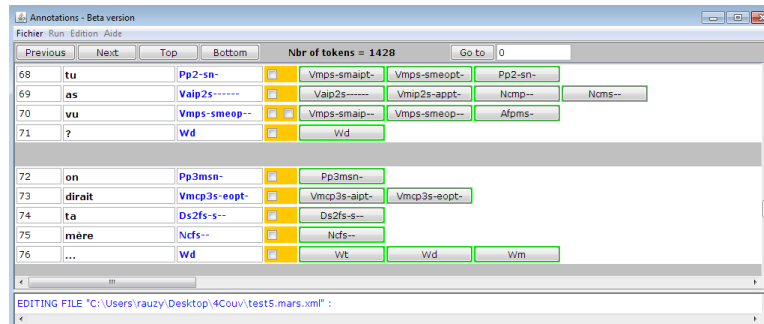 Annotations - Beta version
Fichier Run Edition Aide
Previous Next Top Bottom Nbr of tokens = 1428 Go to 0
68 tu Pp2-sn- Vmps-smaipt- Vmps-smeopt- Pp2-sn-
69 as Vaip2s------ Vaip2s------ Vmip2s-appt- Ncmp-- Ncms--
70 vu Vmps-smeop-- Vmps-smaip-- Vmps-smeop-- Afpms-
71 ? Wd Wd
72 on Pp3msn- Pp3msn-
73 dirait Vmcp3s-eopt- Vmcp3s-aipt- Vmcp3s-eopt-
74 ta Ds2fs-s-- Ds2fs-s--
75 mère Ncfs-- Ncfs--
76 ... Wd Wt Wd Wm
EDITING FILE "C:\Users\rauzy\Desktop\4Couv\test5.mars.xml" :